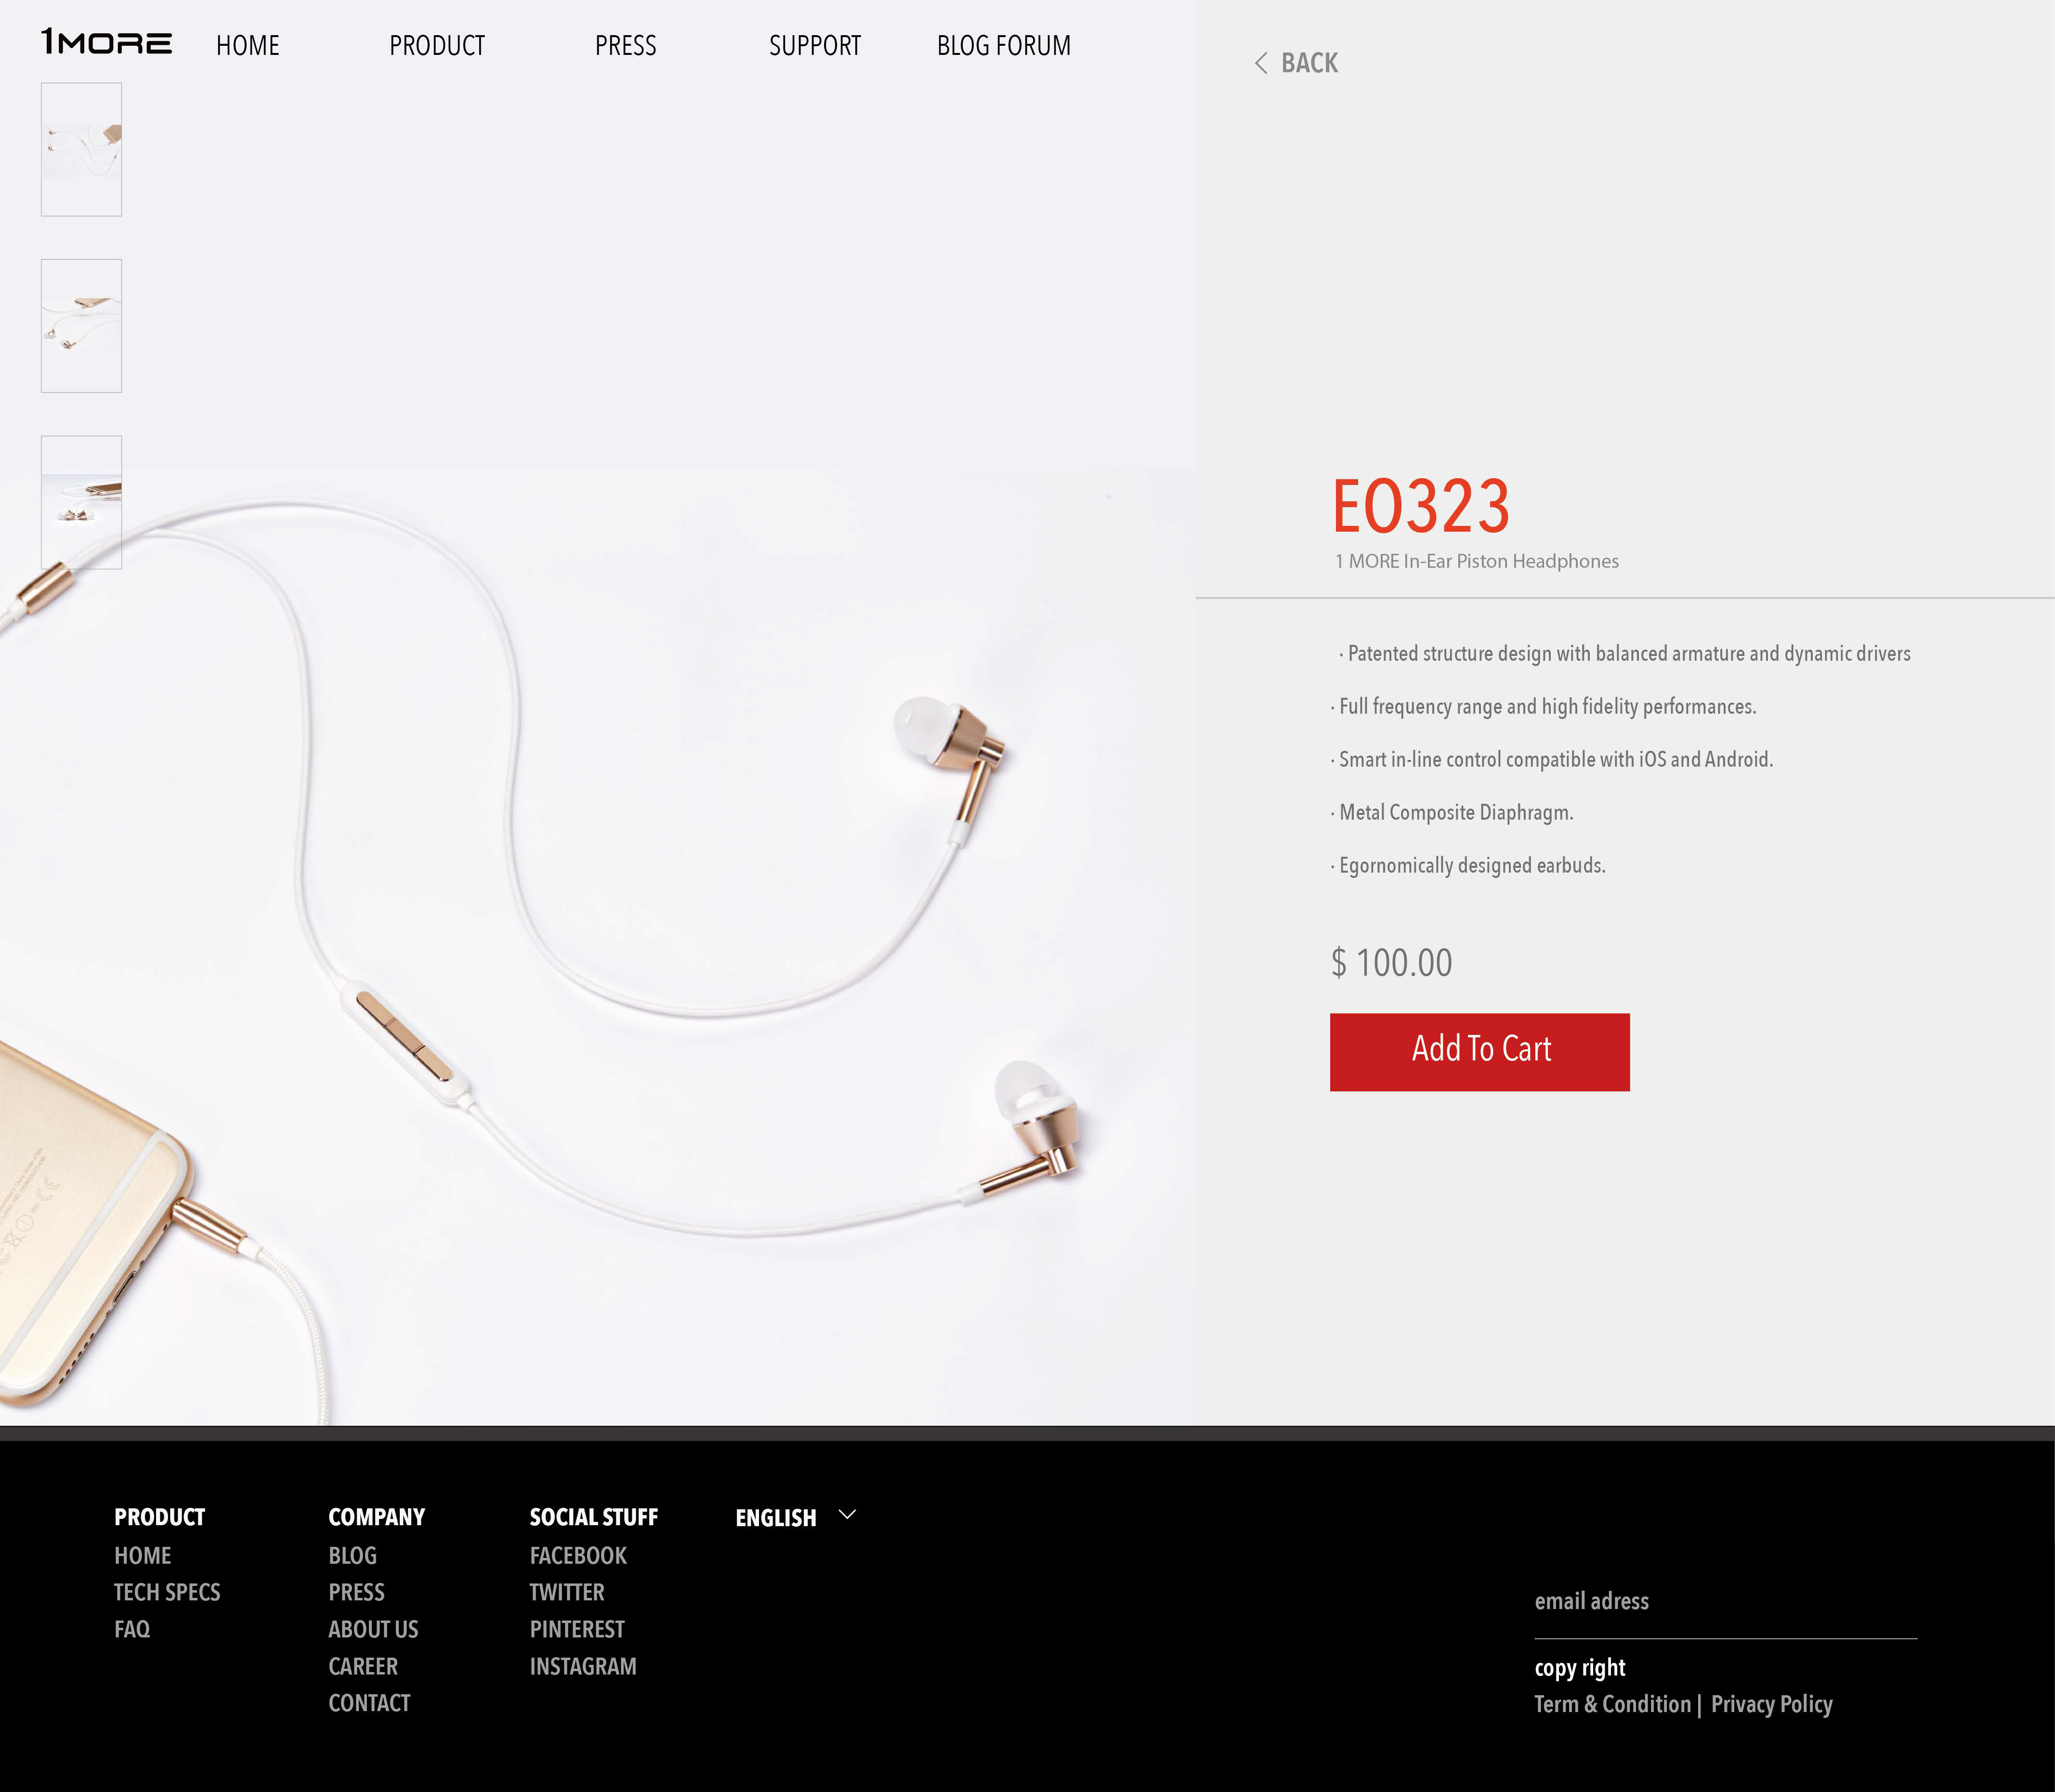 1MORE HOME PRODUCT PRESS SUPPORT BLOG FORUM
BACK
EO323
1 MORE In-Ear Piston Headphones
· Patented structure design with balanced armature and dynamic drivers
· Full frequency range and high fidelity performances.
· Smart in-line control compatible with iOS and Android.
· Metal Composite Diaphragm.
· Egornomically designed earbuds.
$ 100.00
Add To Cart
PRODUCT
HOME
TECH SPECS
FAQ
COMPANY
BLOG
PRESS
ABOUT US
CAREER
CONTACT
SOCIAL STUFF
FACEBOOK
TWITTER
PINTEREST
INSTAGRAM
ENGLISH
email adress
copy right
Term & Condition | Privacy Policy